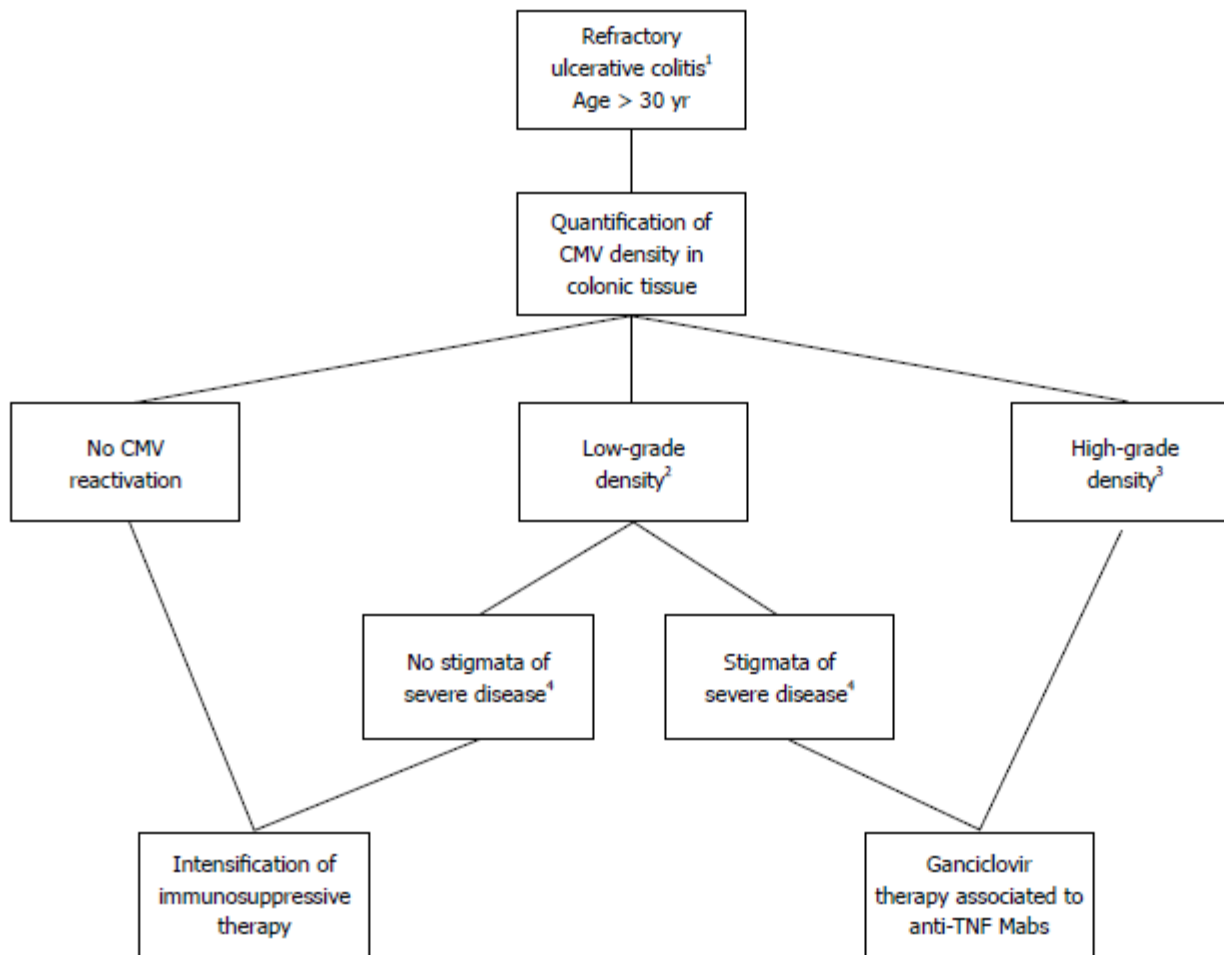 Refractory
ulcerative colitis¹
Age > 30 yr
Quantification of
CMV density in
colonic tissue
No CMV
reactivation
Low-grade
density²
High-grade
density³
No stigmata of
severe disease⁴
Stigmata of
severe disease⁴
Intensification of
immunosuppressive
therapy
Ganciclovir
therapy associated to
anti-TNF Mabs